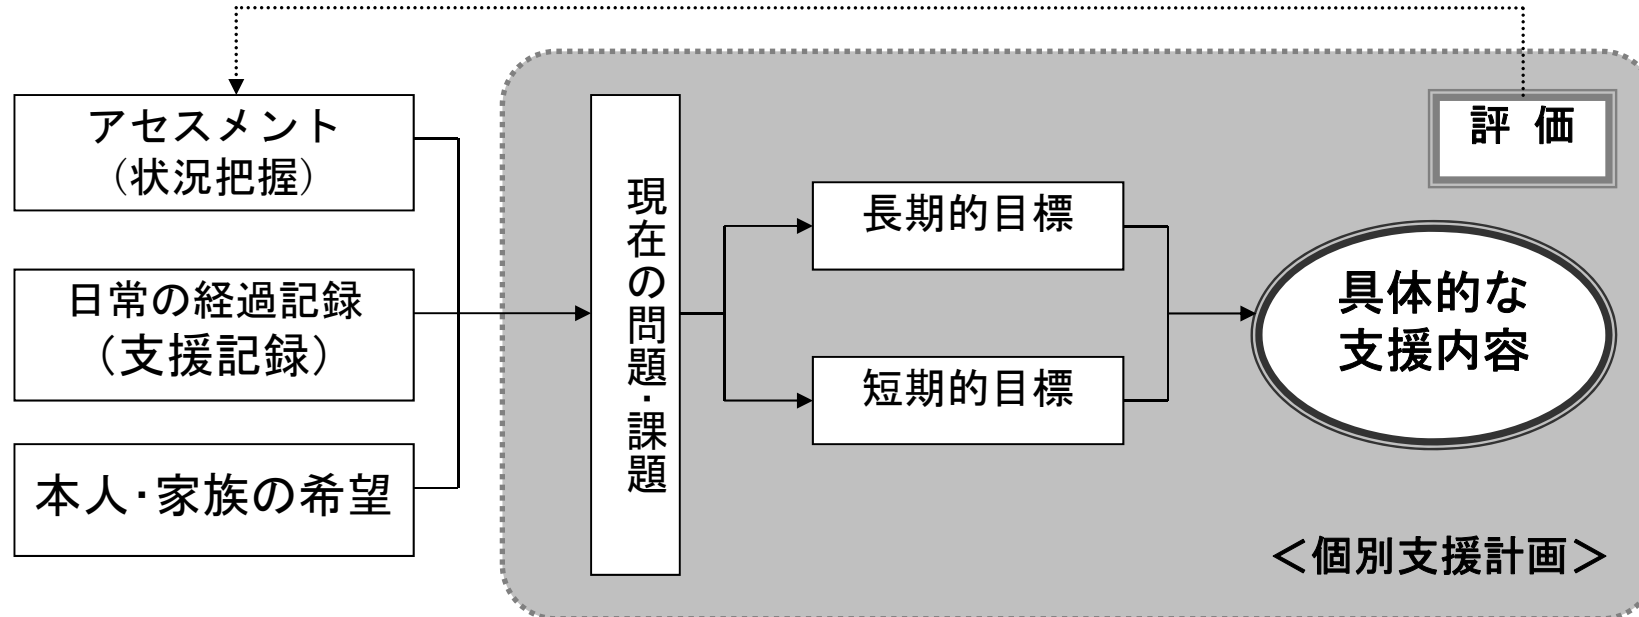 アセスメント
（状況把握）
日常の経過記録
（支援記録）
本人・家族の希望
現在の問題・課題
長期的目標
短期的目標
評 価
具体的な
支援内容
＜個別支援計画＞